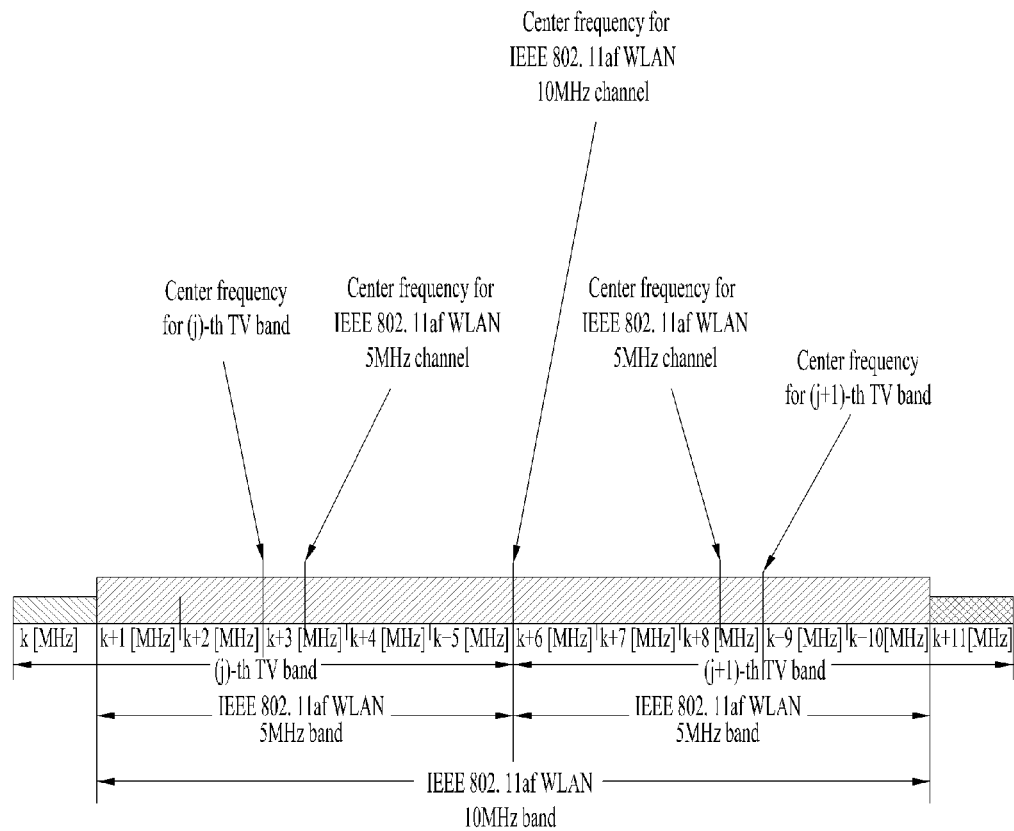 Center frequency for
IEEE 802. 11af WLAN
10MHz channel
Center frequency
for (j)-th TV band
Center frequency for
IEEE 802. 11af WLAN
5MHz channel
Center frequency for
IEEE 802. 11af WLAN
5MHz channel
Center frequency
for (j+1)-th TV band
k [MHz] k+1 [MHz] k+2 [MHz] k+3 [MHz] k+4 [MHz] k-5 [MHz] k+6 [MHz] k+7 [MHz] k+8 [MHz] k-9 [MHz] k-10[MHz] k+11[MHz]
(j)-th TV band
(j+1)-th TV band
IEEE 802. 11af WLAN
5MHz band
IEEE 802. 11af WLAN
5MHz band
IEEE 802. 11af WLAN
10MHz band